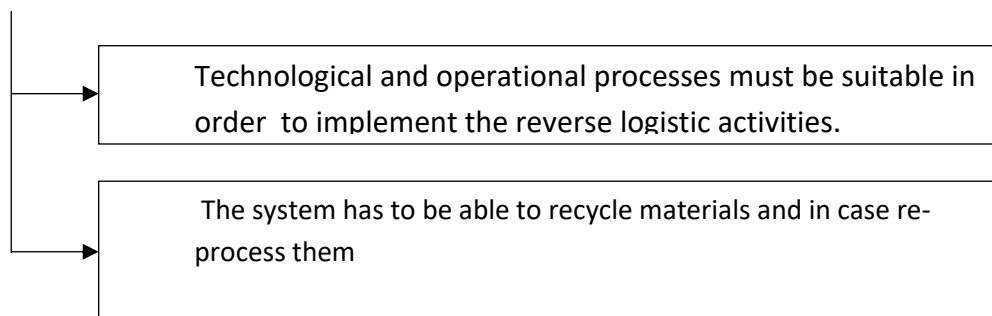 Technological and operational processes must be suitable in
order  to implement the reverse logistic activities.
The system has to be able to recycle materials and in case re-
process them